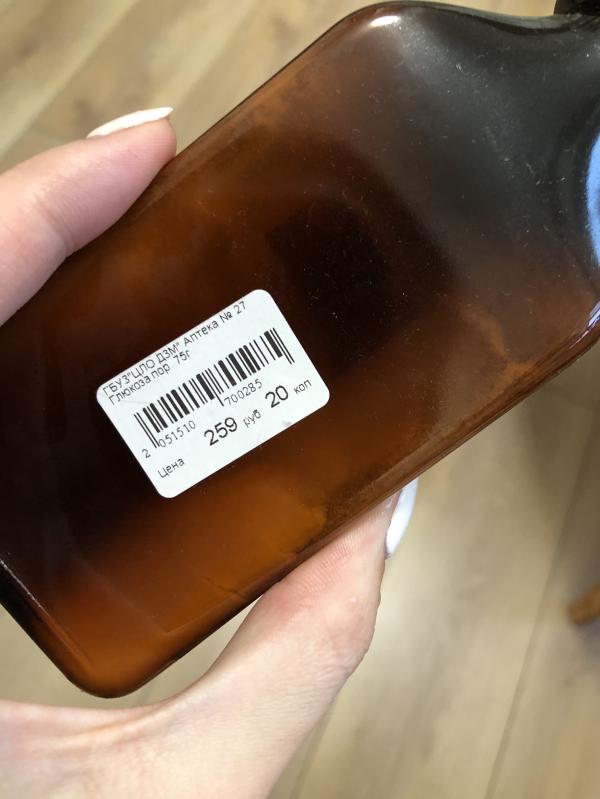 ГБУЗ"ЦЛО ДЗМ" Аптека № 27
Глюкоза пор. 75г
2 051510 700285
Цена 259 руб 20 коп